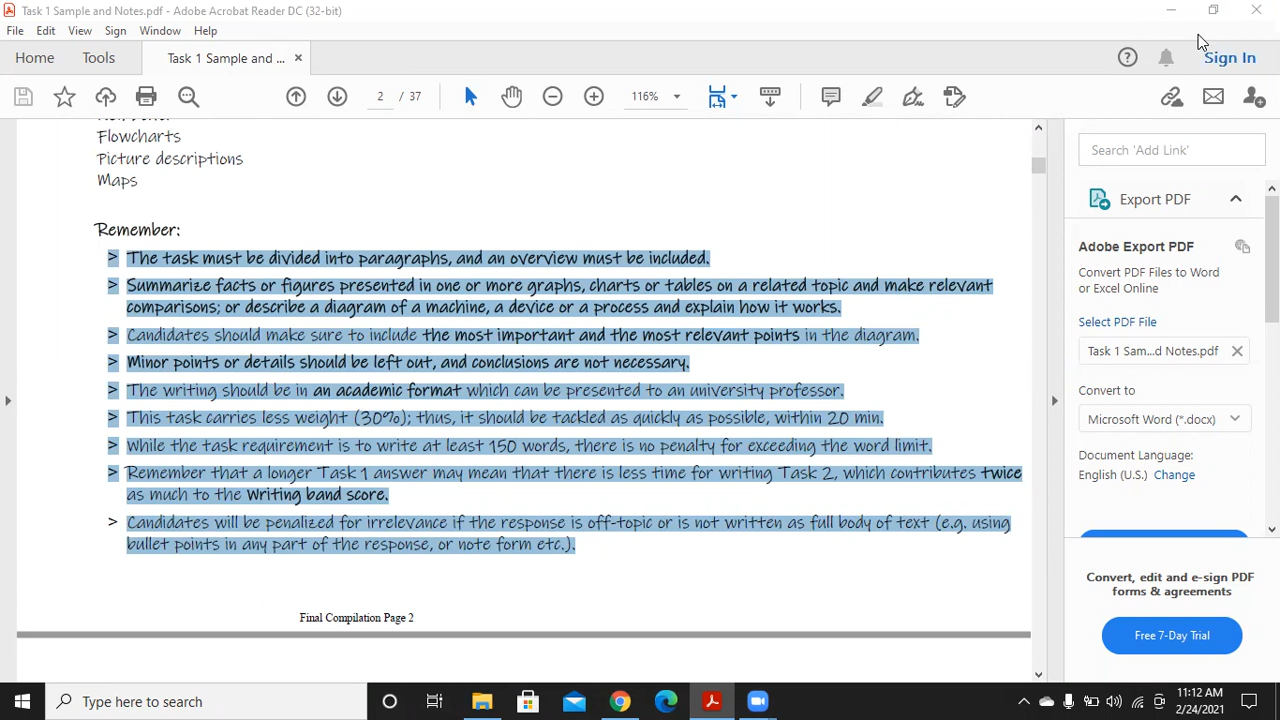 Task 1 Sample and Notes.pdf - Adobe Acrobat Reader DC (32-bit)
File Edit View Sign Window Help
Home Tools Task 1 Sample and ... × Sign In
2 / 37 116%
Flowcharts
Picture descriptions
Maps
Remember:
> The task must be divided into paragraphs, and an overview must be included.
> Summarize facts or figures presented in one or more graphs, charts or tables on a related topic and make relevant
comparisons; or describe a diagram of a machine, a device or a process and explain how it works.
> Candidates should make sure to include the most important and the most relevant points in the diagram.
> Minor points or details should be left out, and conclusions are not necessary.
> The writing should be in an academic format which can be presented to an university professor.
> This task carries less weight (30%); thus, it should be tackled as quickly as possible, within 20 min.
> While the task requirement is to write at least 150 words, there is no penalty for exceeding the word limit.
> Remember that a longer Task 1 answer may mean that there is less time for writing Task 2, which contributes twice
as much to the Writing band score.
> Candidates will be penalized for irrelevance if the response is off-topic or is not written as full body of text (e.g. using
bullet points in any part of the response, or note form etc.).
Final Compilation Page 2
Search 'Add Link'
Export PDF
Adobe Export PDF
Convert PDF Files to Word
or Excel Online
Select PDF File
Task 1 Sam...d Notes.pdf
Convert to
Microsoft Word (*.docx)
Document Language:
English (U.S.) Change
Convert, edit and e-sign PDF
forms & agreements
Free 7-Day Trial
Type here to search
11:12 AM
2/24/2021